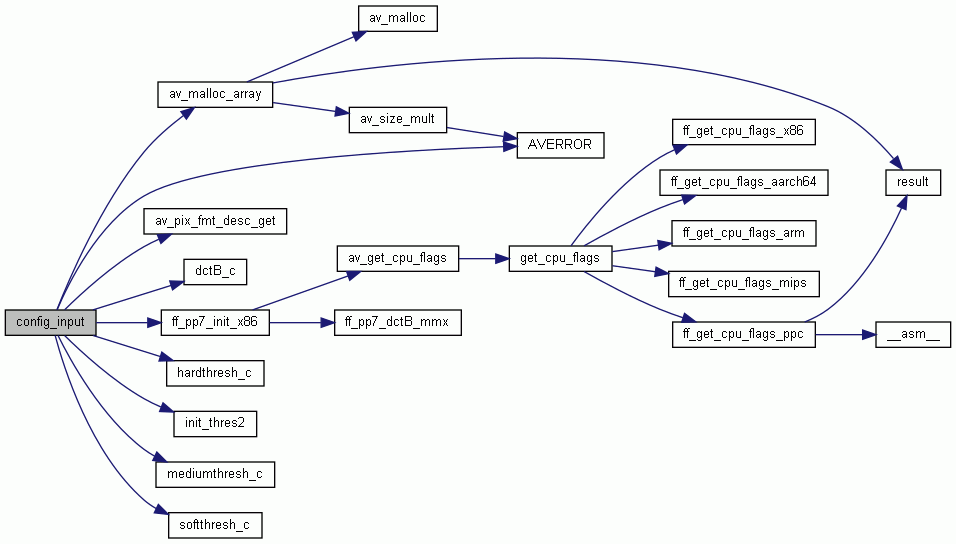 av_malloc
av_malloc_array
av_size_mult
ff_get_cpu_flags_x86
AVERROR
ff_get_cpu_flags_aarch64
result
av_pix_fmt_desc_get
ff_get_cpu_flags_arm
av_get_cpu_flags
get_cpu_flags
dctB_c
ff_get_cpu_flags_mips
config_input
ff_pp7_init_x86
ff_pp7_dctB_mmx
ff_get_cpu_flags_ppc
__asm__
hardthresh_c
init_thres2
mediumthresh_c
softthresh_c